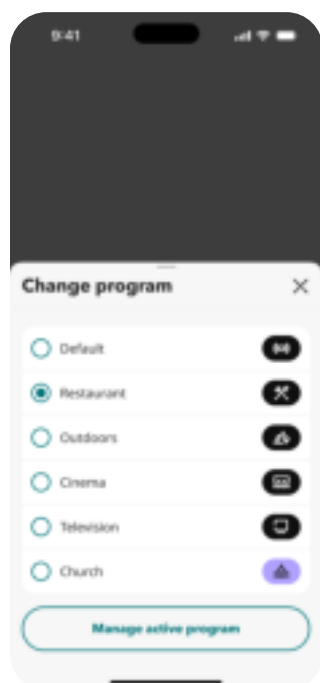 9:41
Change program
Default
Restaurant
Outdoors
Cinema
Television
Church
Manage active program